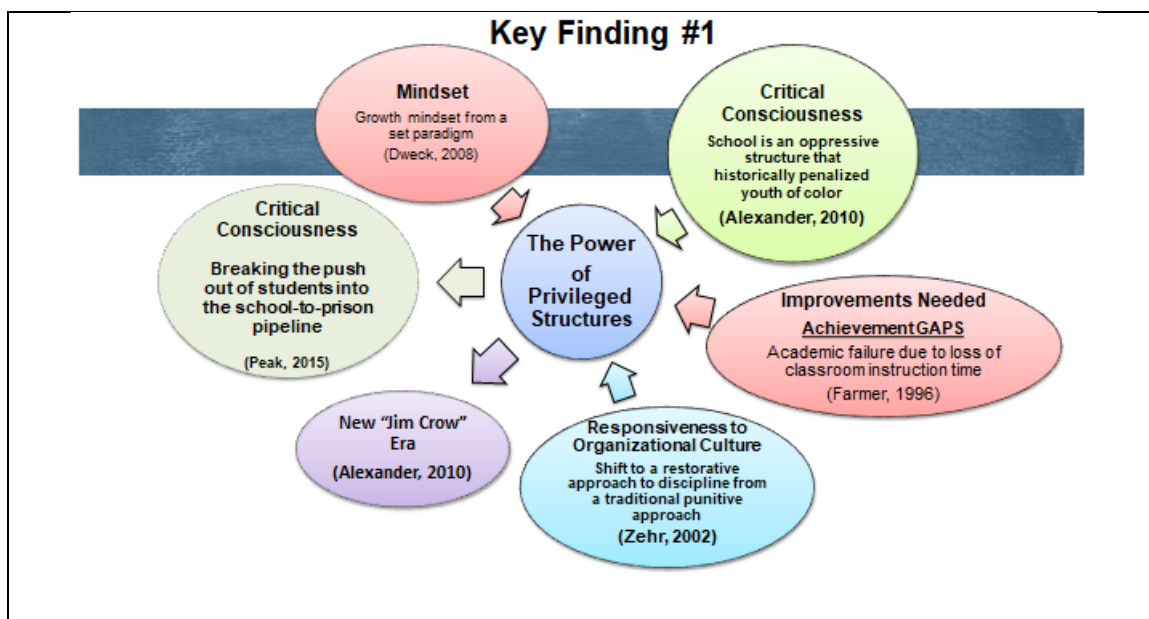 Key Finding #1
Mindset
Growth mindset from a
set paradigm
(Dweck, 2008)
Critical
Consciousness
School is an oppressive
structure that
historically penalized
youth of color
(Alexander, 2010)
Critical
Consciousness
Breaking the push
out of students into
the school-to-prison
pipeline
(Peak, 2015)
The Power
of
Privileged
Structures
Improvements Needed
Achievement GAPS
Academic failure due to loss of
classroom instruction time
(Farmer, 1996)
New "Jim Crow"
Era
(Alexander, 2010)
Responsiveness to
Organizational Culture
Shift to a restorative
approach to discipline from
a traditional punitive
approach
(Zehr, 2002)